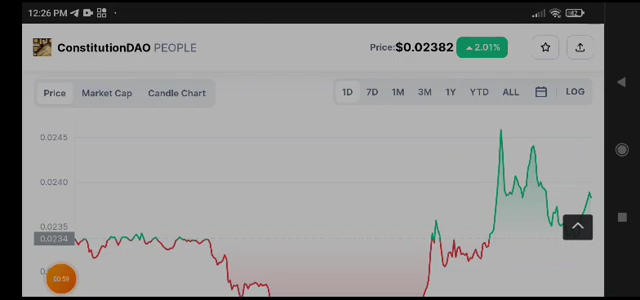 12:26
ConstitutionDAO PEOPLE
Price: $0.02382 2.01%
Price Market Cap Candle Chart
1D 7D 1M 3M 1Y YTD ALL LOG
0.0245
0.0240
0.0235
0.0234
00:59